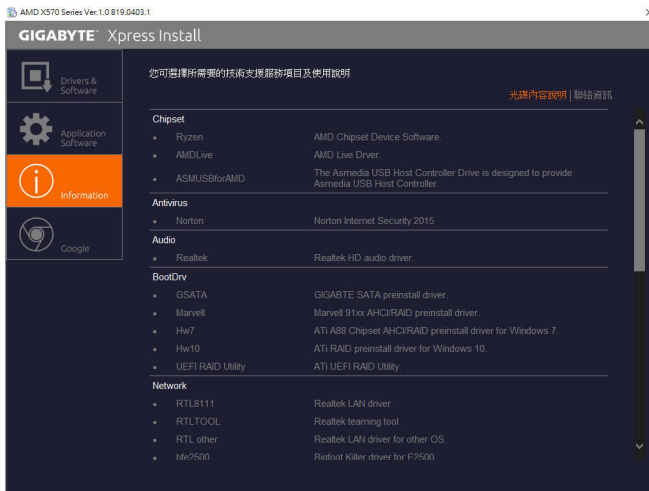 AMD X570 Series Ver.1.0 B19.0403.1
GIGABYTE™ Xpress Install
Drivers & Software
Application Software
Information
Google
您可選擇所需要的技術支援服務項目及使用說明
光碟內容說明 | 聯絡資訊
Chipset
Ryzen AMD Chipset Device Software.
AMDLive AMD Live Drver.
ASMUSBforAMD The Asmedia USB Host Controller Drive is designed to provide
Asmedia USB Host Controller.
Antivirus
Norton Norton Internet Security 2015
Audio
Realtek Realtek HD audio driver.
BootDrv
GSATA GIGABTE SATA preinstall driver.
Marvell Marvell 91xx AHCI/RAID preinstall driver.
Hw7 ATi A88 Chipset AHCI/RAID preinstall driver for Windows 7.
Hw10 ATi RAID preinstall driver for Windows 10.
UEFI RAID Utility ATi UEFI RAID Utility.
Network
RTL8111 Realtek LAN driver.
RTLTOOL Realtek teaming tool.
RTL other Realtek LAN driver for other OS.
bfe2500 Bigfoot Killer driver for E2500